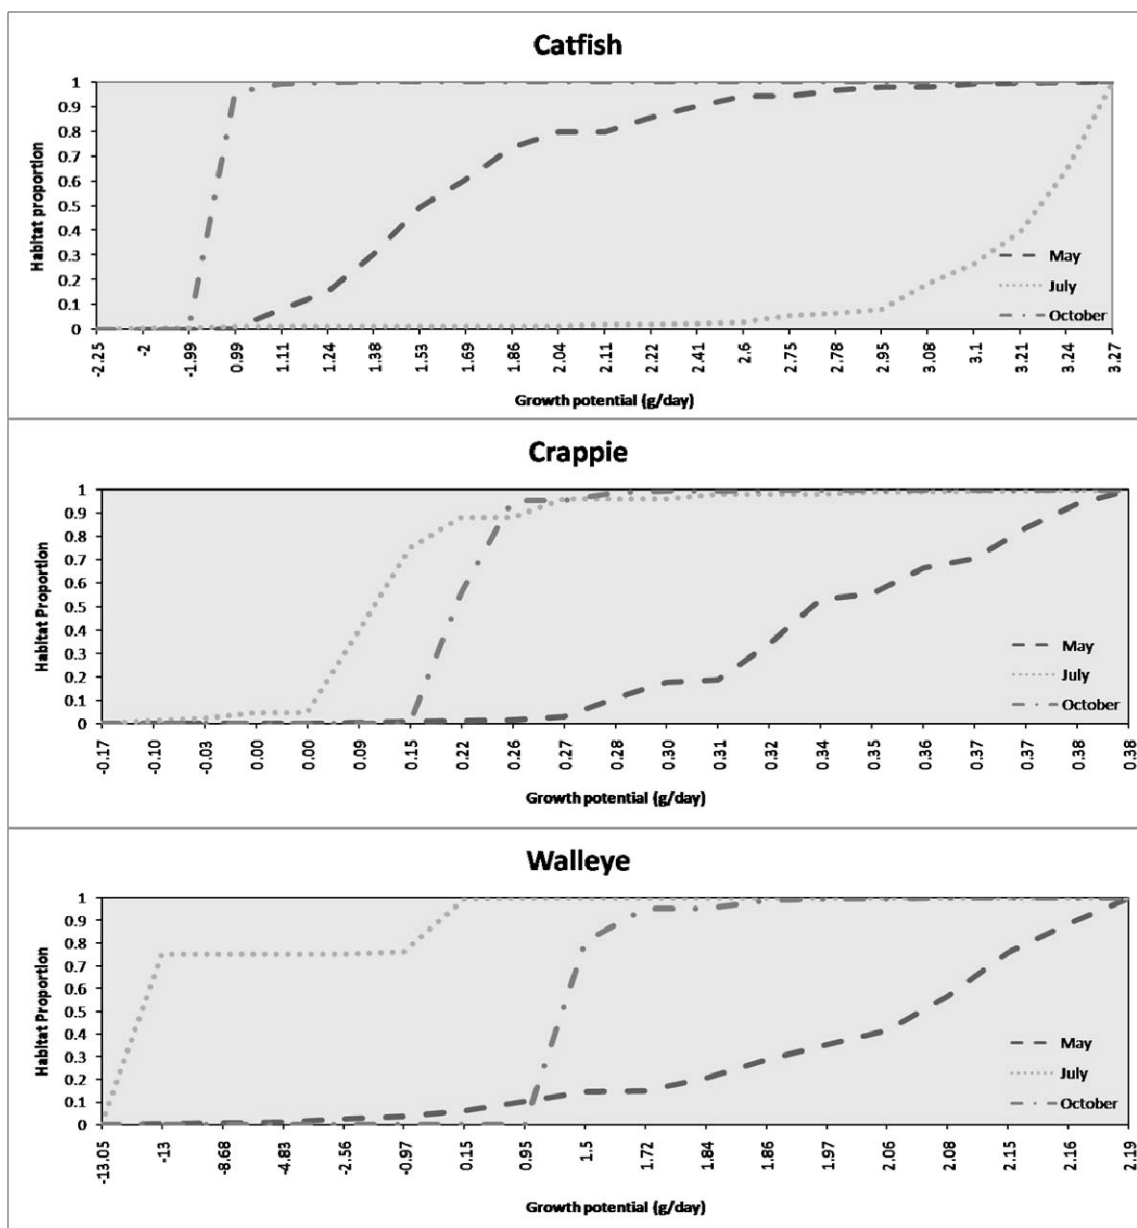 Catfish
1
0.9
0.8
0.7
0.6
0.5
0.4
0.3
0.2
0.1
0
Habitat proportion
May
July
October
-2.25 -2 -1.99 0.99 1.11 1.24 1.38 1.53 1.69 1.86 2.04 2.11 2.22 2.41 2.6 2.75 2.78 2.95 3.08 3.1 3.21 3.24 3.27
Growth potential (g/day)
Crappie
1
0.9
0.8
0.7
0.6
0.5
0.4
0.3
0.2
0.1
0
Habitat Proportion
May
July
October
-0.17 -0.10 -0.03 0.00 0.00 0.09 0.15 0.22 0.26 0.27 0.28 0.30 0.31 0.32 0.34 0.35 0.36 0.37 0.37 0.38 0.38
Growth potential (g/day)
Walleye
1
0.9
0.8
0.7
0.6
0.5
0.4
0.3
0.2
0.1
0
Habitat Proportion
May
July
October
-13.05 -13 -8.68 -4.83 -2.56 -0.97 0.15 0.95 1.5 1.72 1.84 1.86 1.97 2.06 2.08 2.15 2.16 2.19
Growth potential (g/day)